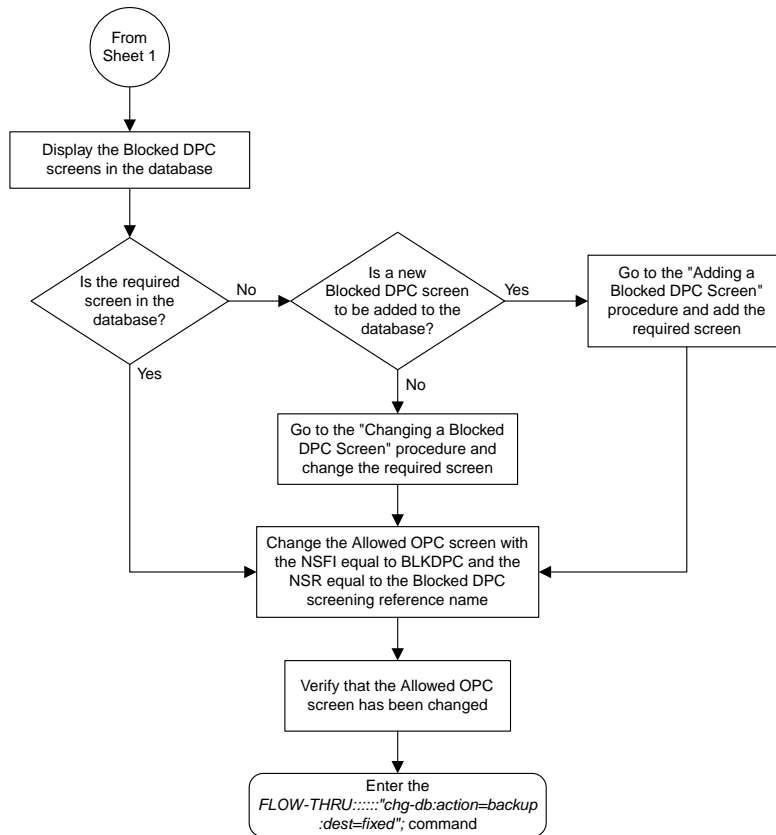 From
Sheet 1
Display the Blocked DPC
screens in the database
Is the required
screen in the
database?
No
Is a new
Blocked DPC screen
to be added to the
database?
Yes
Go to the "Adding a
Blocked DPC Screen"
procedure and add the
required screen
Yes
No
Go to the "Changing a Blocked
DPC Screen" procedure and
change the required screen
Change the Allowed OPC screen with
the NSFI equal to BLKDPC and the
NSR equal to the Blocked DPC
screening reference name
Verify that the Allowed OPC
screen has been changed
Enter the
FLOW-THRU::::::"chg-db:action=backup
:dest=fixed"; command